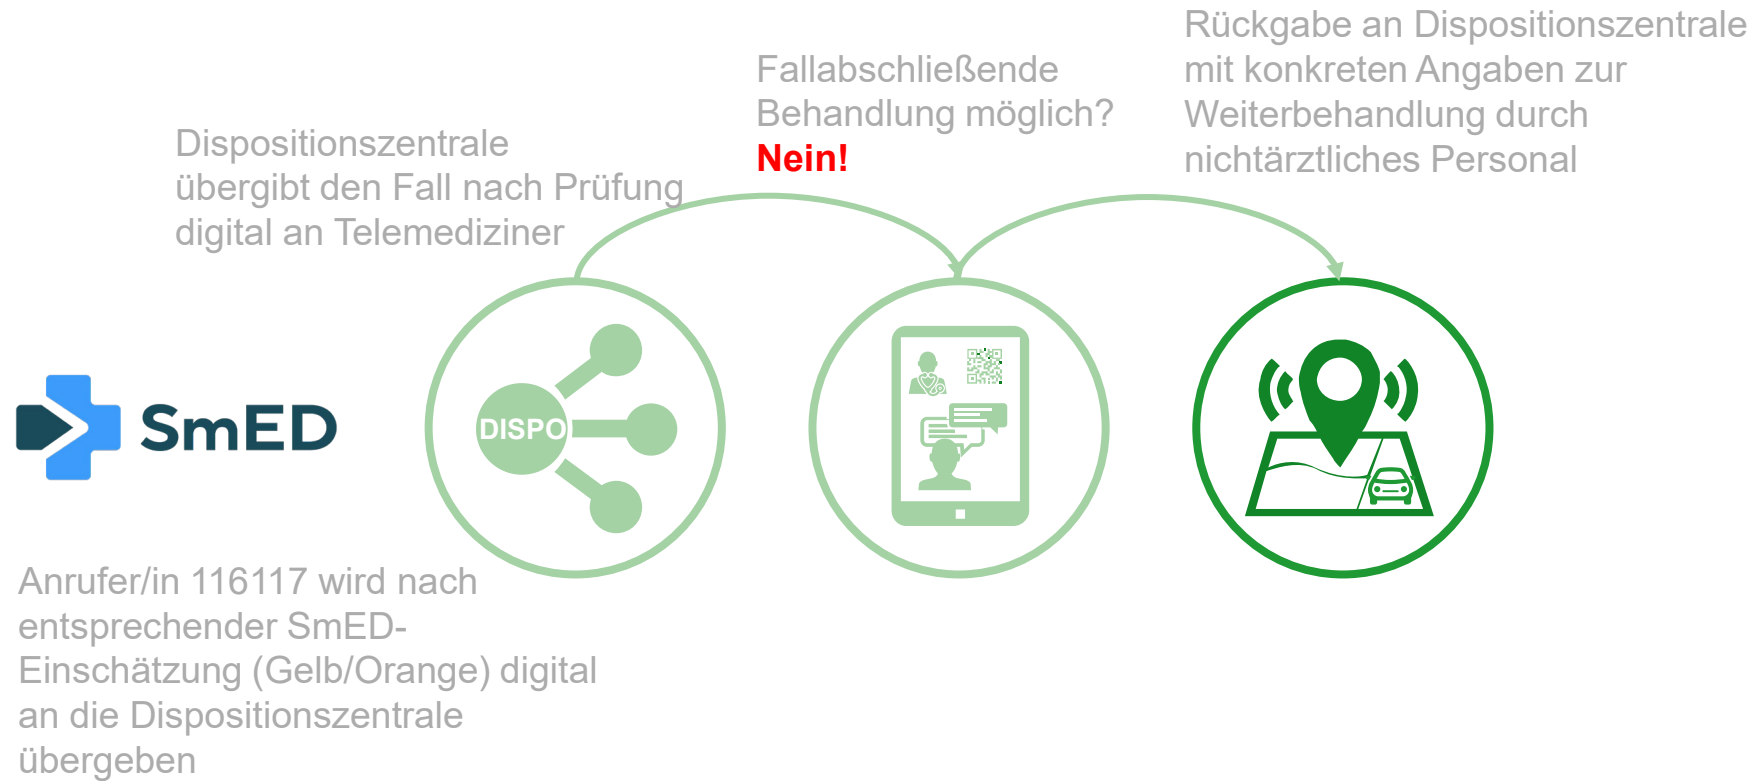 Rückgabe an Dispositionszentrale
mit konkreten Angaben zur
Weiterbehandlung durch
nichtärztliches Personal
Fallabschließende
Behandlung möglich?
Nein!
Dispositionszentrale
übergibt den Fall nach Prüfung
digital an Telemediziner
DISPO
SmED
Anrufer/in 116117 wird nach
entsprechender SmED-
Einschätzung (Gelb/Orange) digital
an die Dispositionszentrale
übergeben